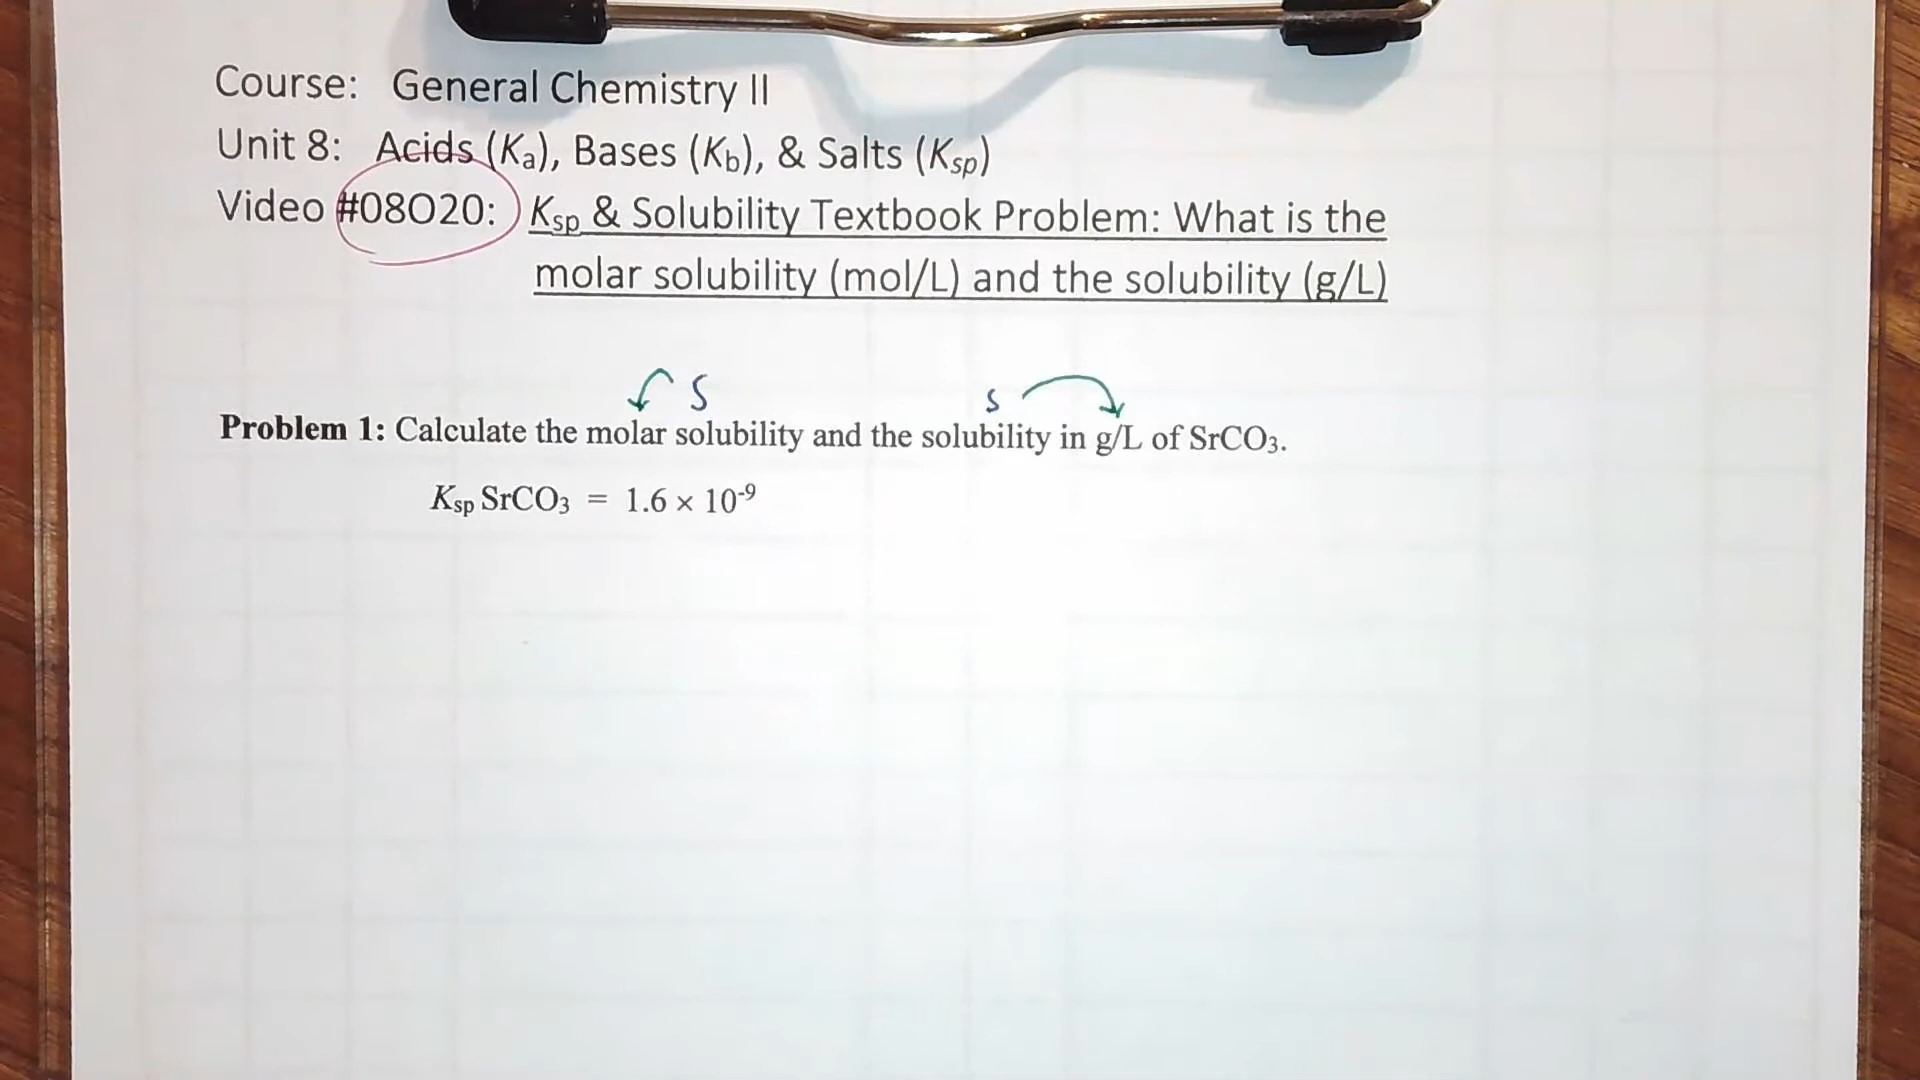 Course: General Chemistry II
Unit 8: Acids (Ka), Bases (Kb), & Salts (Ksp)
Video #08O20: Ksp & Solubility Textbook Problem: What is the
molar solubility (mol/L) and the solubility (g/L)
S s
Problem 1: Calculate the molar solubility and the solubility in g/L of SrCO3.
Ksp SrCO3 = 1.6 × 10-9